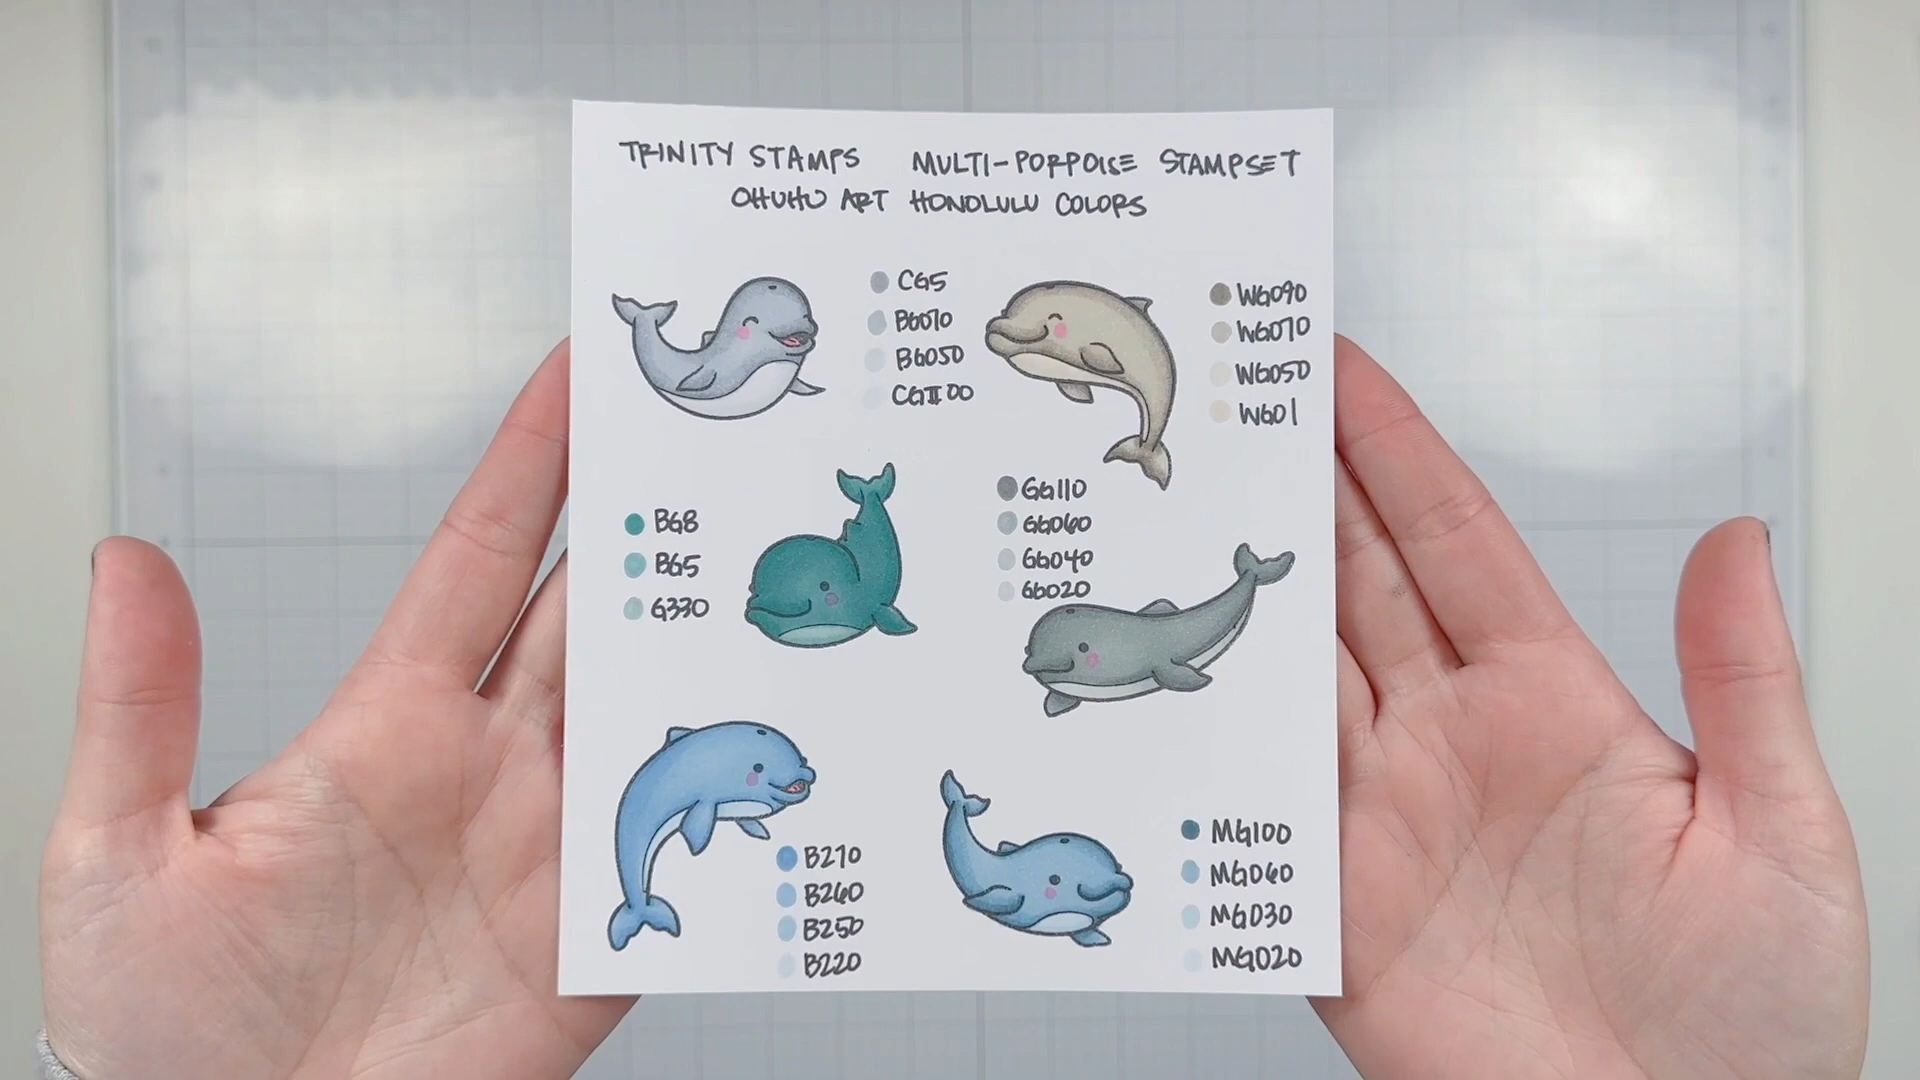 TRINITY STAMPS MULTI-PORPOISE STAMPSET
OHUHU ART HONOLULU COLORS
CG5
BG070
BG050
CGII00
WG090
WG070
WG050
WG01
BG8
BG5
G330
GG110
GG060
GG040
GG020
B270
B260
B250
B220
MG100
MG060
MG030
MG020